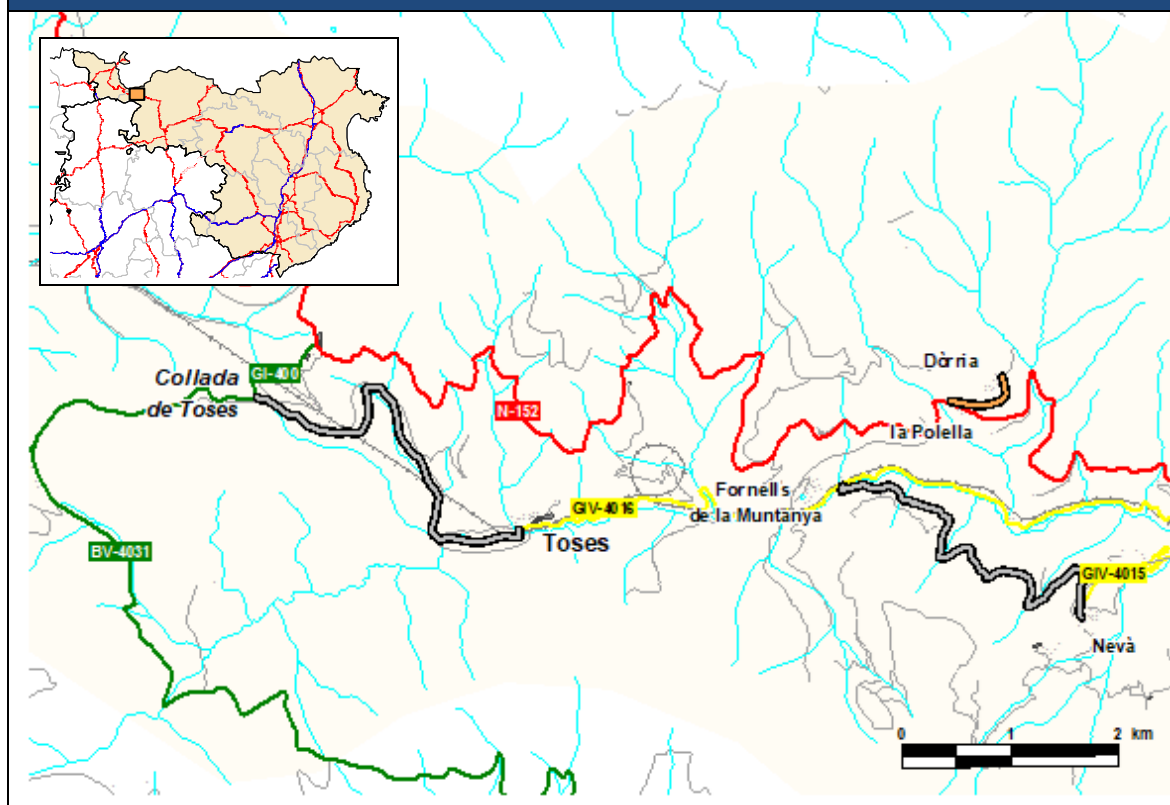 Dòrria
Collada
de Toses
GI-400
N-152
la Polella
Fornells
de la Muntanya
GIV-4016
Toses
BV-4031
GIV-4015
Nevà
0 1 2 km